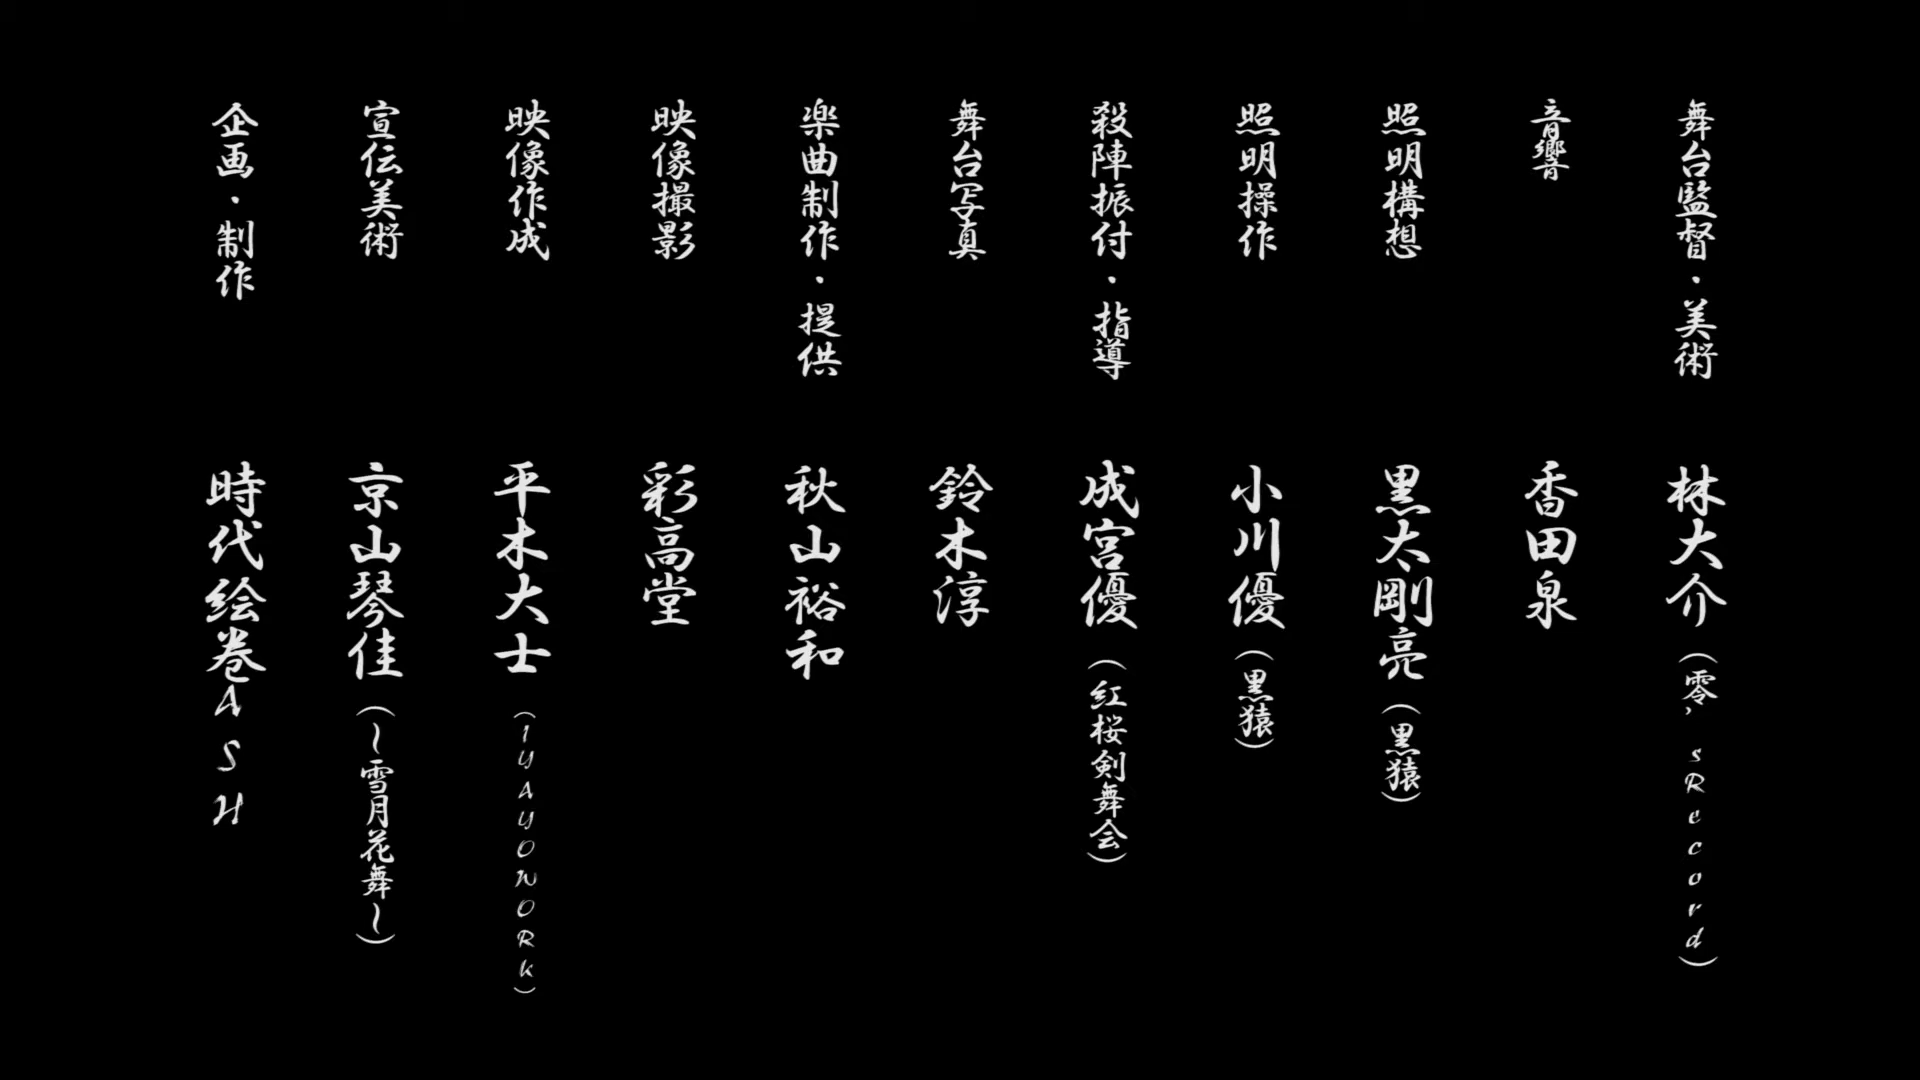 舞台監督・美術 林大介(零’sRecord)
音響 香田泉
照明構想 黒太剛亮(黒猿)
照明操作 小川優(黒猿)
殺陣振付・指導 成宮優(紅桜剣舞会)
舞台写真 鈴木淳
楽曲制作・提供 秋山裕和
映像撮影 彩高堂
映像作成 平木大士(IYAYOWORk)
宣伝美術 京山琴佳(~雪月花舞~)
企画・制作 時代絵巻ASH